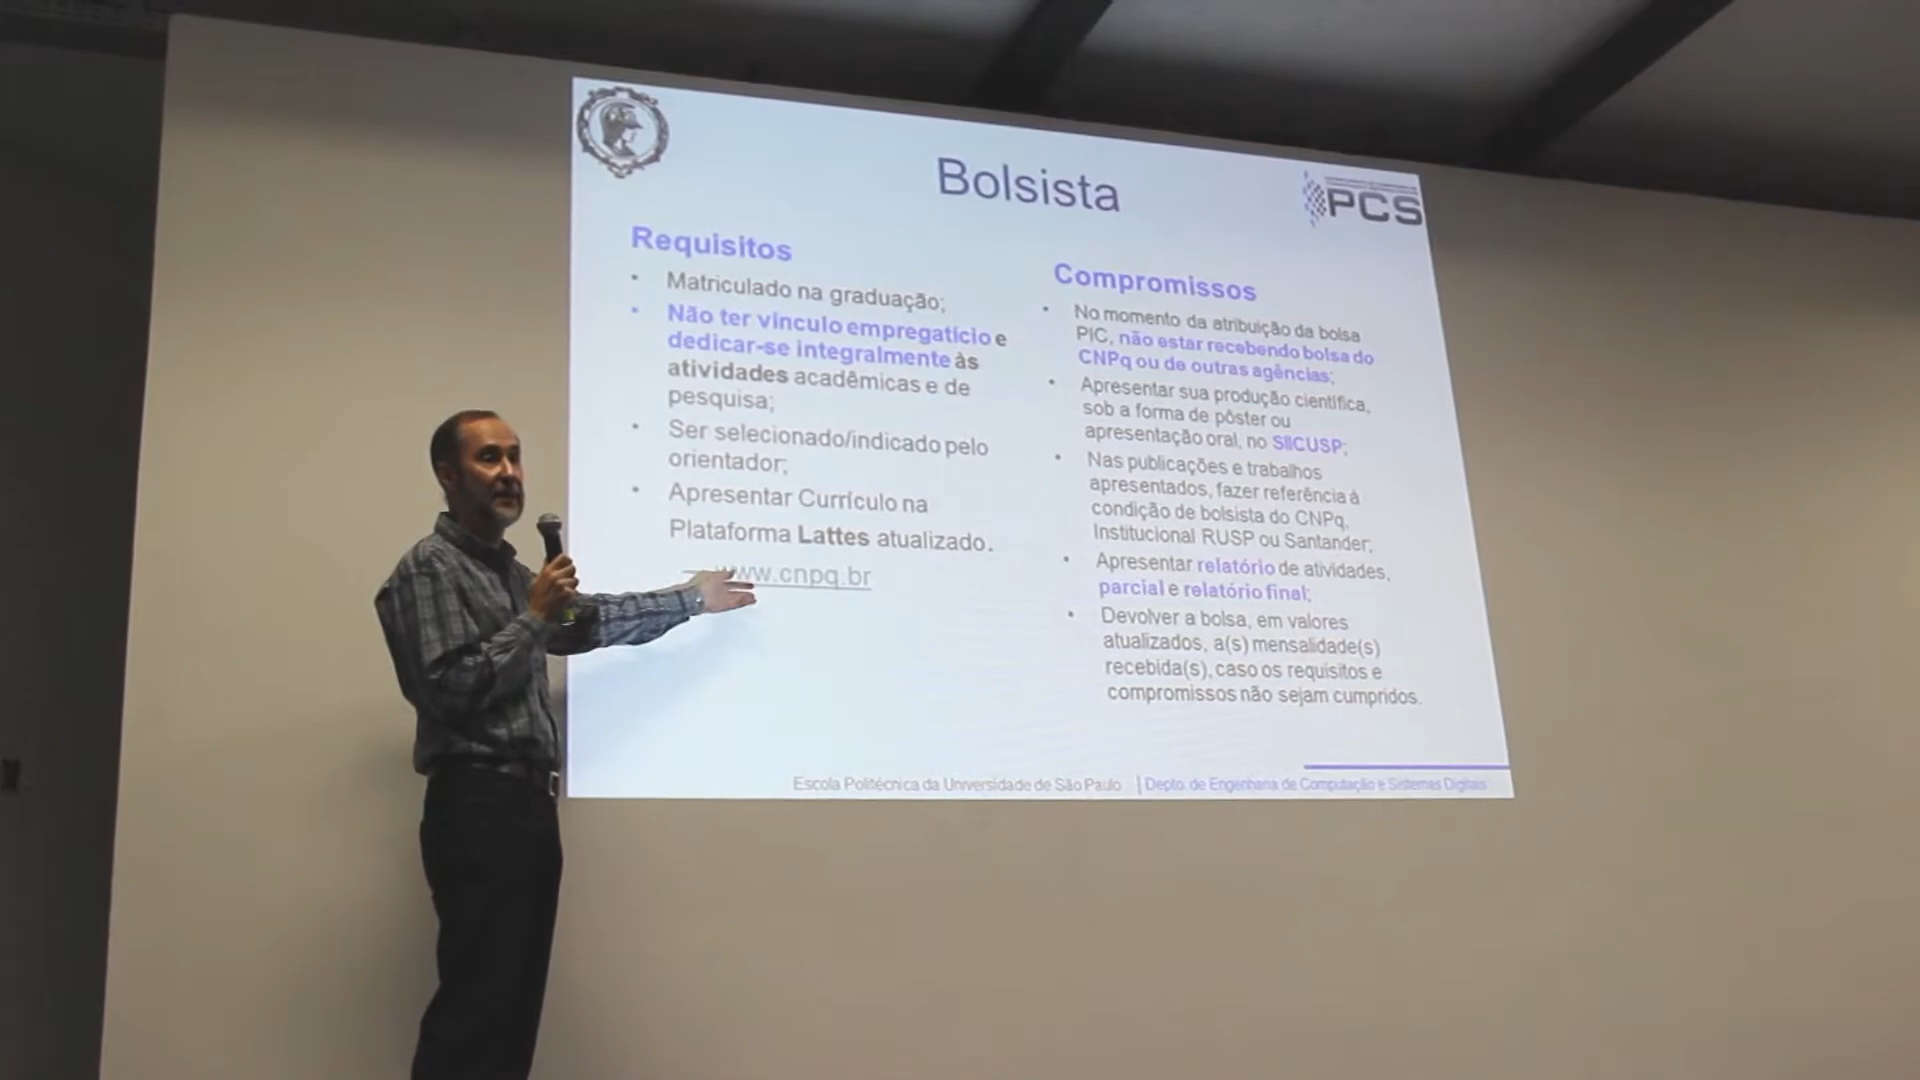 Bolsista
PCS
Requisitos
• Matriculado na graduação;
• Não ter vínculo empregatício e
dedicar-se integralmente às
atividades acadêmicas e de
pesquisa;
• Ser selecionado/indicado pelo
orientador;
• Apresentar Currículo na
Plataforma Lattes atualizado.
www.cnpq.br
Compromissos
• No momento da atribuição da bolsa
PIC, não estar recebendo bolsa do
CNPq ou de outras agências;
• Apresentar sua produção científica,
sob a forma de pôster ou
apresentação oral, no SIICUSP;
• Nas publicações e trabalhos
apresentados, fazer referência à
condição de bolsista do CNPq,
Institucional RUSP ou Santander;
• Apresentar relatório de atividades,
parcial e relatório final;
• Devolver a bolsa, em valores
atualizados, a(s) mensalidade(s)
recebida(s), caso os requisitos e
compromissos não sejam cumpridos.
Escola Politécnica da Universidade de São Paulo | Depto. de Engenharia de Computação e Sistemas Digitais